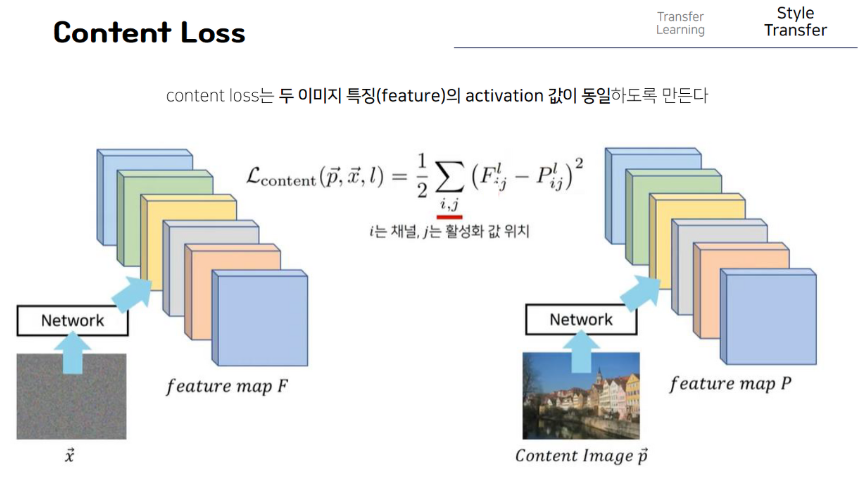 Content Loss
Transfer
Learning
Style
Transfer
content loss는 두 이미지 특징(feature)의 activation 값이 동일하도록 만든다
$\mathcal{L}_{\text{content}}(\vec{p}, \vec{x}, l) = \frac{1}{2} \sum_{i,j} (F_{ij}^l - P_{ij}^l)^2$
i는 채널, j는 활성화 값 위치
Network
feature map F
$\vec{x}$
Network
feature map P
Content Image $\vec{p}$